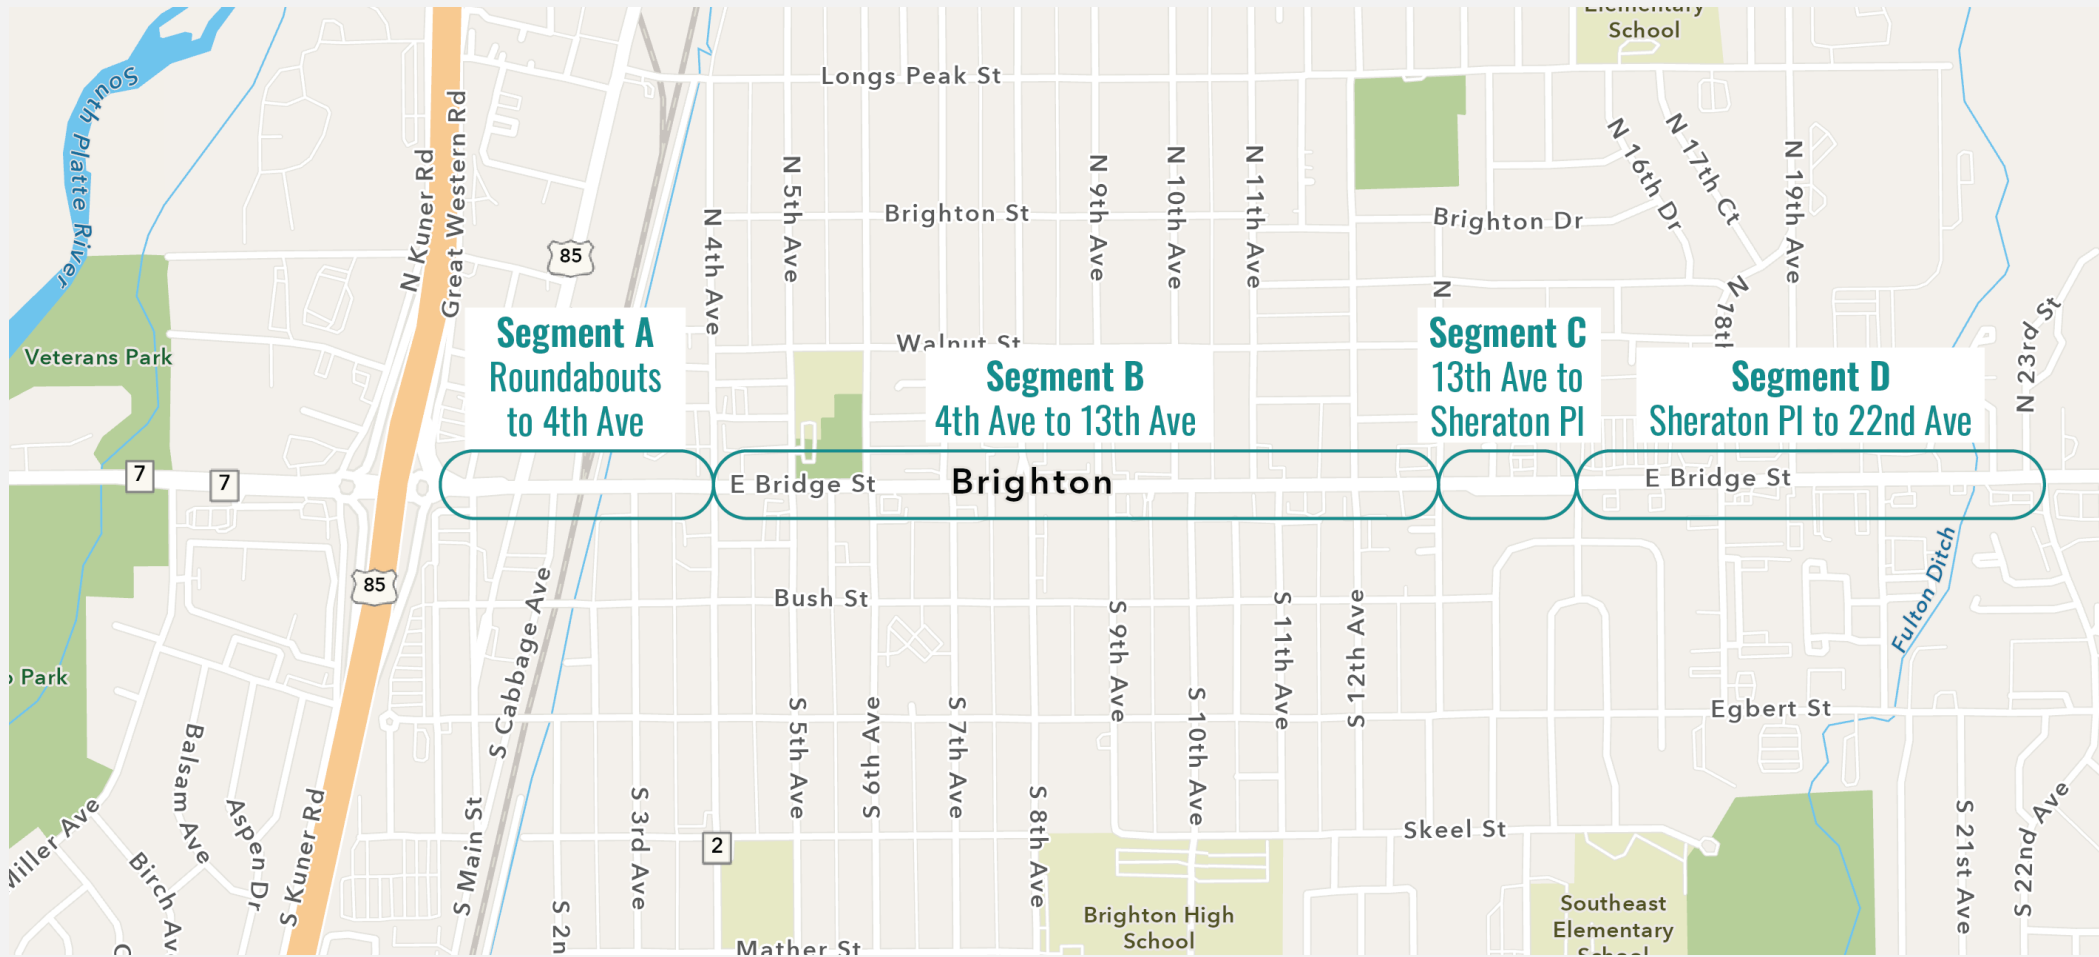 Elementary
School
South Platte River
Longs Peak St
N Kuner Rd
Great Western Rd
85
N 4th Ave
N 5th Ave
Brighton St
N 9th Ave
N 10th Ave
N 11th Ave
Brighton Dr
N 16th Dr
N 17th Ct
N 19th Ave
N
N 18th
N 23rd St
Veterans Park
Walnut St
Segment A
Roundabouts
to 4th Ave
Segment B
4th Ave to 13th Ave
Segment C
13th Ave to
Sheraton Pl
Segment D
Sheraton Pl to 22nd Ave
7
7
E Bridge St
Brighton
E Bridge St
85
Bush St
Fulton Ditch
S Cabbage Ave
S 9th Ave
S 11th Ave
S 12th Ave
Park
Egbert St
Balsam Ave
Aspen Dr
S Kuner Rd
S Main St
S 3rd Ave
S 5th Ave
S 6th Ave
S 7th Ave
S 8th Ave
S 10th Ave
Miller Ave
Birch Av
2
Skeel St
S 21st Ave
S 22nd Ave
S 2n
Brighton High
School
Southeast
Elementary
School
Mather St